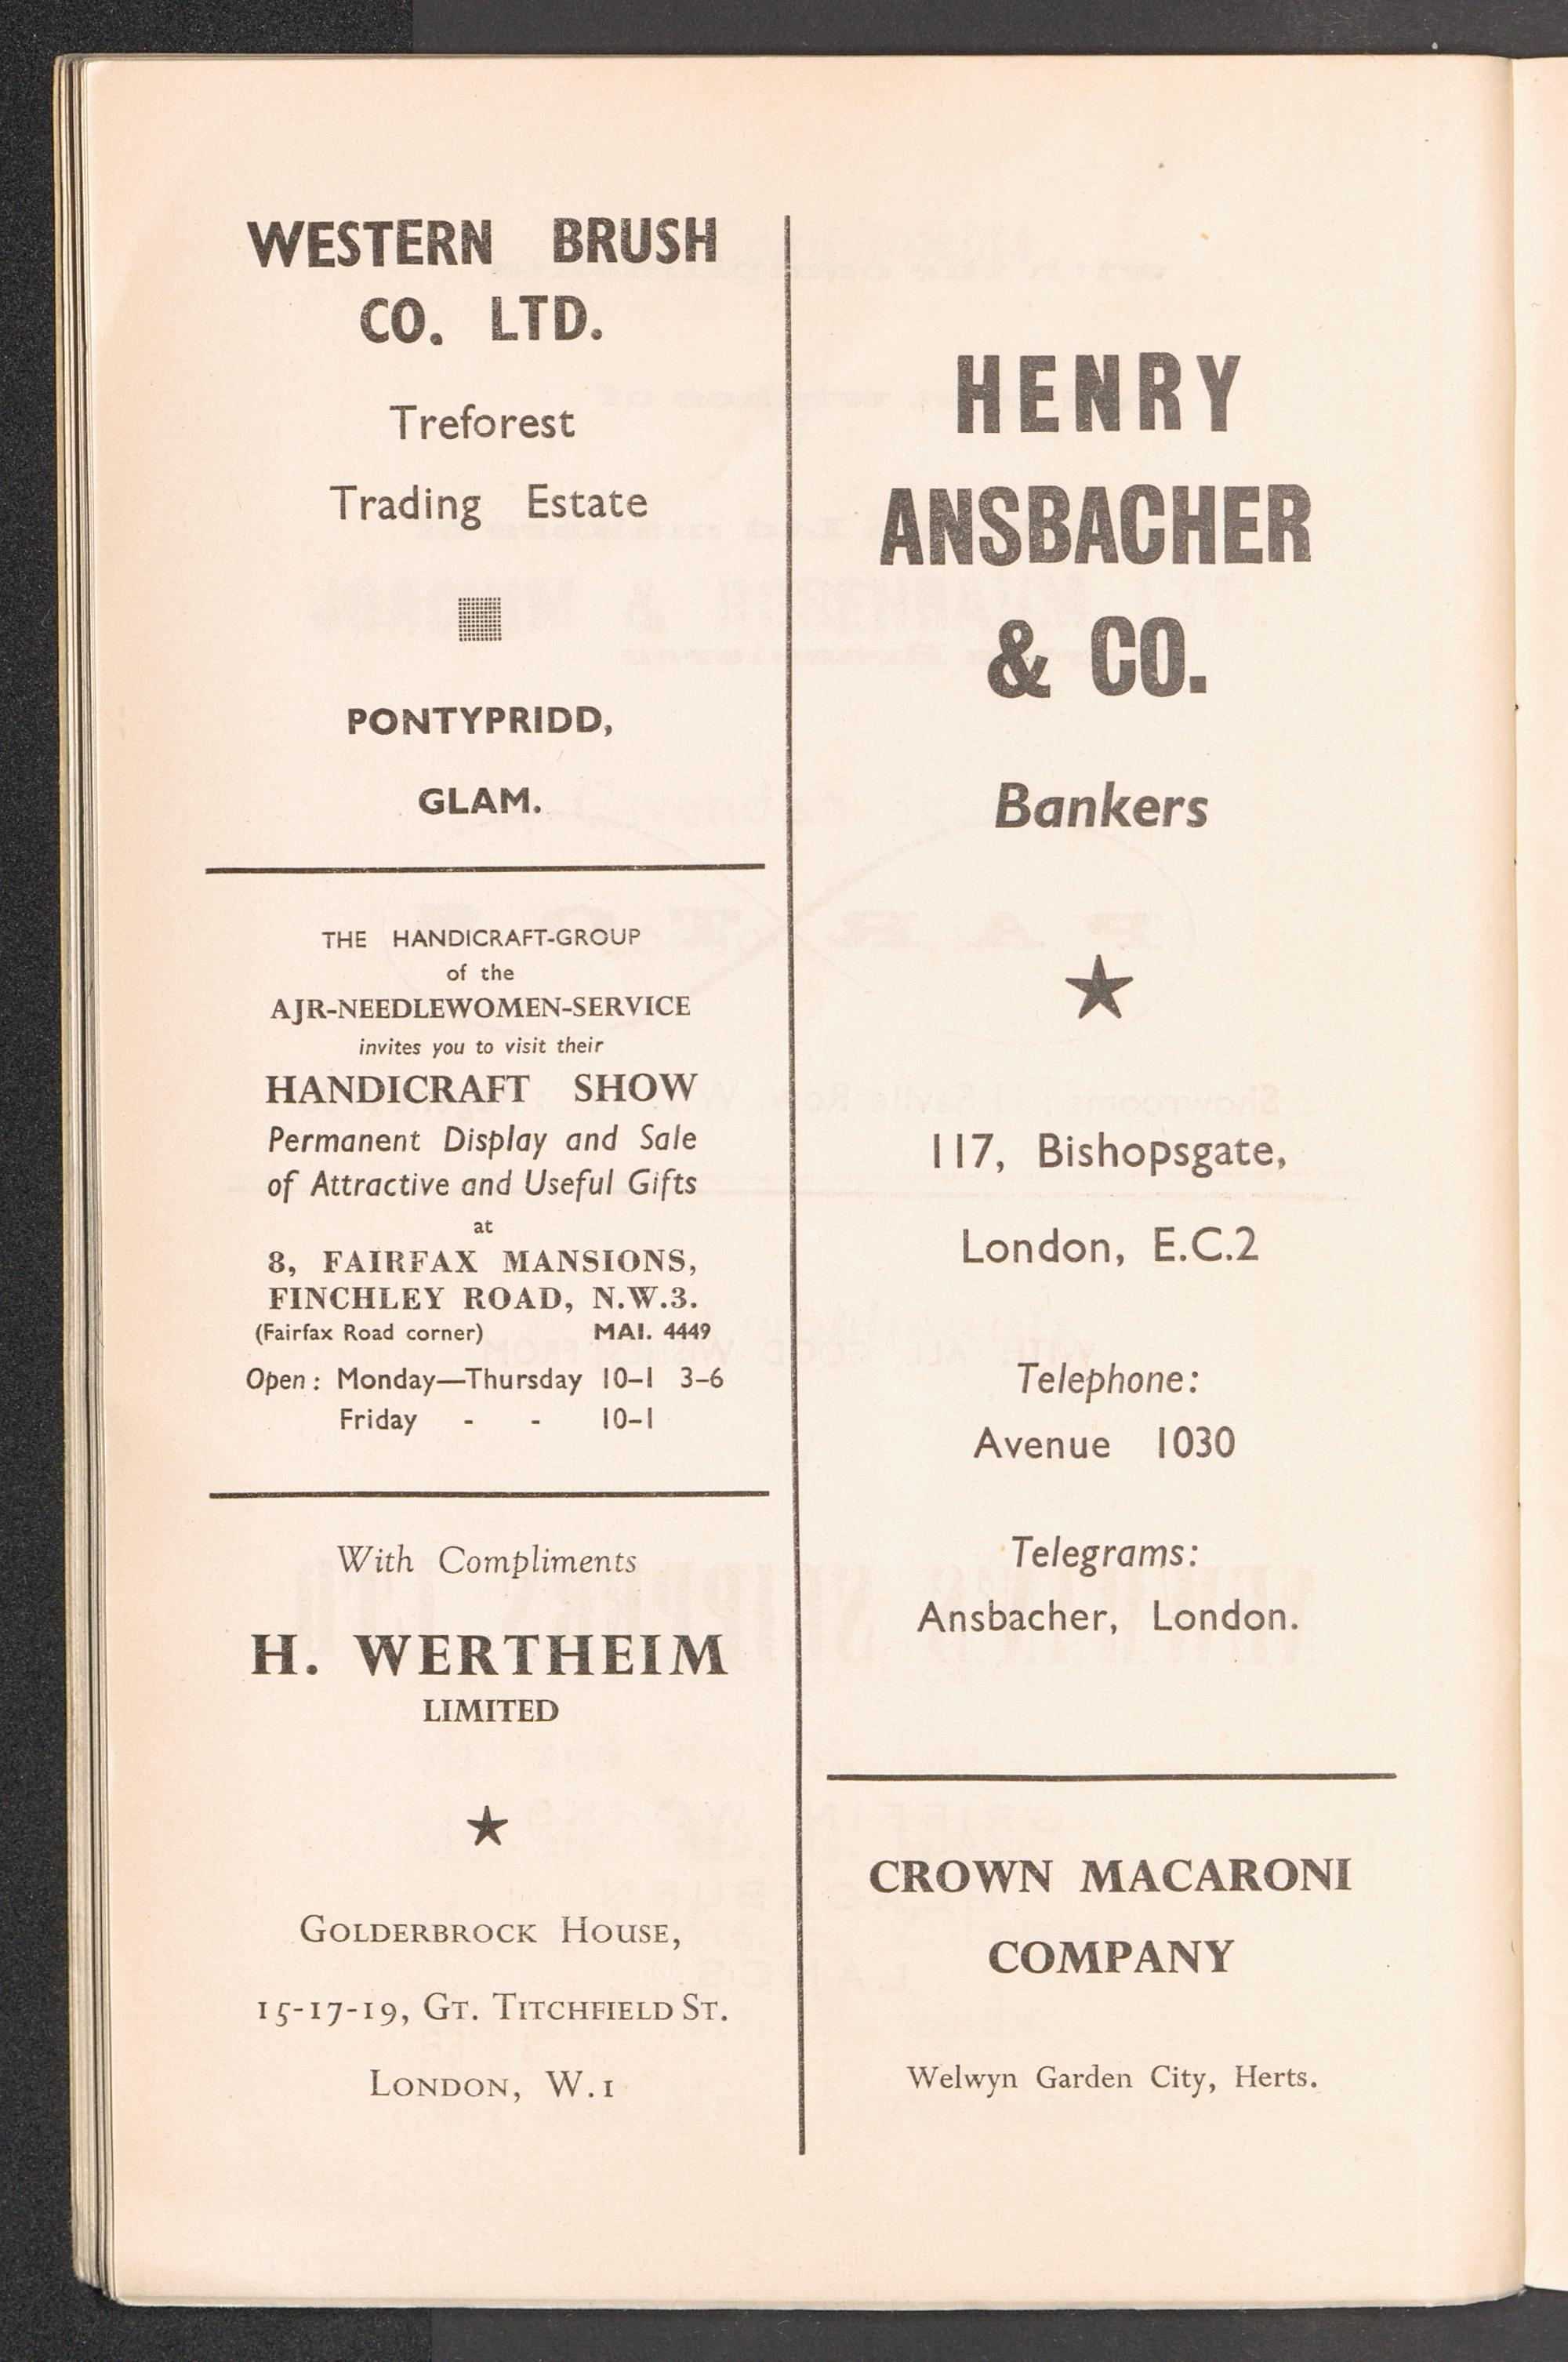 WESTERN BRUSH
CO. LTD.
Treforest
Trading Estate
PONTYPRIDD,
GLAM.
THE HANDICRAFT-GROUP
of the
AJR-NEEDLEWOMEN-SERVICE
invites you to visit their
HANDICRAFT SHOW
Permanent Display and Sale
of Attractive and Useful Gifts
at
8, FAIRFAX MANSIONS,
FINCHLEY ROAD, N.W.3.
(Fairfax Road corner) MAI. 4449
Open: Monday—Thursday 10–1 3–6
Friday - - 10–1
With Compliments
H. WERTHEIM
LIMITED
GOLDERBROCK HOUSE,
15-17-19, GT. TITCHFIELD ST.
LONDON, W.1
HENRY
ANSBACHER
& CO.
Bankers
117, Bishopsgate,
London, E.C.2
Telephone:
Avenue 1030
Telegrams:
Ansbacher, London.
CROWN MACARONI
COMPANY
Welwyn Garden City, Herts.